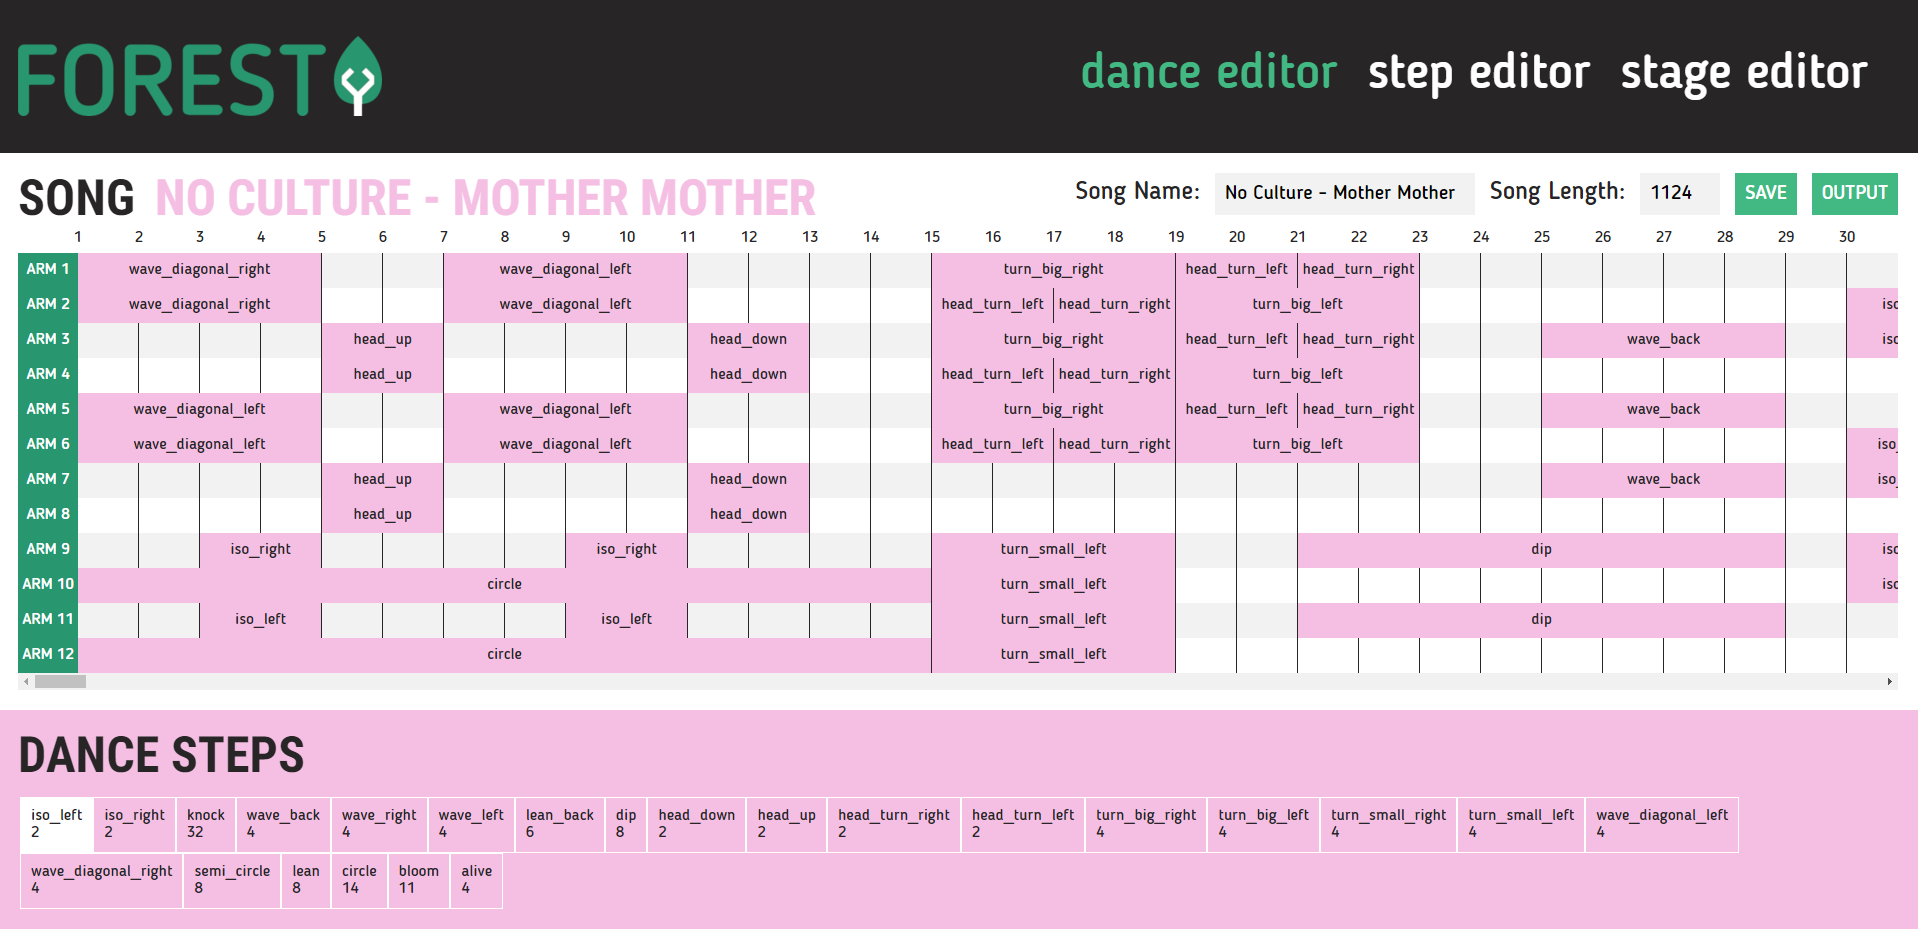 FOREST
dance editor step editor stage editor
SONG NO CULTURE - MOTHER MOTHER
Song Name: No Culture - Mother Mother Song Length: 1124 SAVE OUTPUT
1 2 3 4 5 6 7 8 9 10 11 12 13 14 15 16 17 18 19 20 21 22 23 24 25 26 27 28 29 30
ARM 1 wave_diagonal_right wave_diagonal_left turn_big_right head_turn_left head_turn_right
ARM 2 wave_diagonal_right wave_diagonal_left head_turn_left head_turn_right turn_big_left
ARM 3 head_up head_down turn_big_right head_turn_left head_turn_right wave_back
ARM 4 head_up head_down head_turn_left head_turn_right turn_big_left
ARM 5 wave_diagonal_left wave_diagonal_left turn_big_right head_turn_left head_turn_right wave_back
ARM 6 wave_diagonal_left wave_diagonal_left head_turn_left head_turn_right turn_big_left iso_
ARM 7 head_up head_down wave_back iso_
ARM 8 head_up head_down
ARM 9 iso_right iso_right turn_small_left dip
ARM 10 circle turn_small_left
ARM 11 iso_left iso_left turn_small_left dip
ARM 12 circle turn_small_left
DANCE STEPS
iso_left iso_right knock wave_back wave_right wave_left lean_back dip head_down head_up head_turn_right head_turn_left turn_big_right turn_big_left turn_small_right turn_small_left wave_diagonal_left
2 2 32 4 4 4 6 8 2 2 2 2 4 4 4 4 4
wave_diagonal_right semi_circle lean circle bloom alive
4 8 8 14 11 4